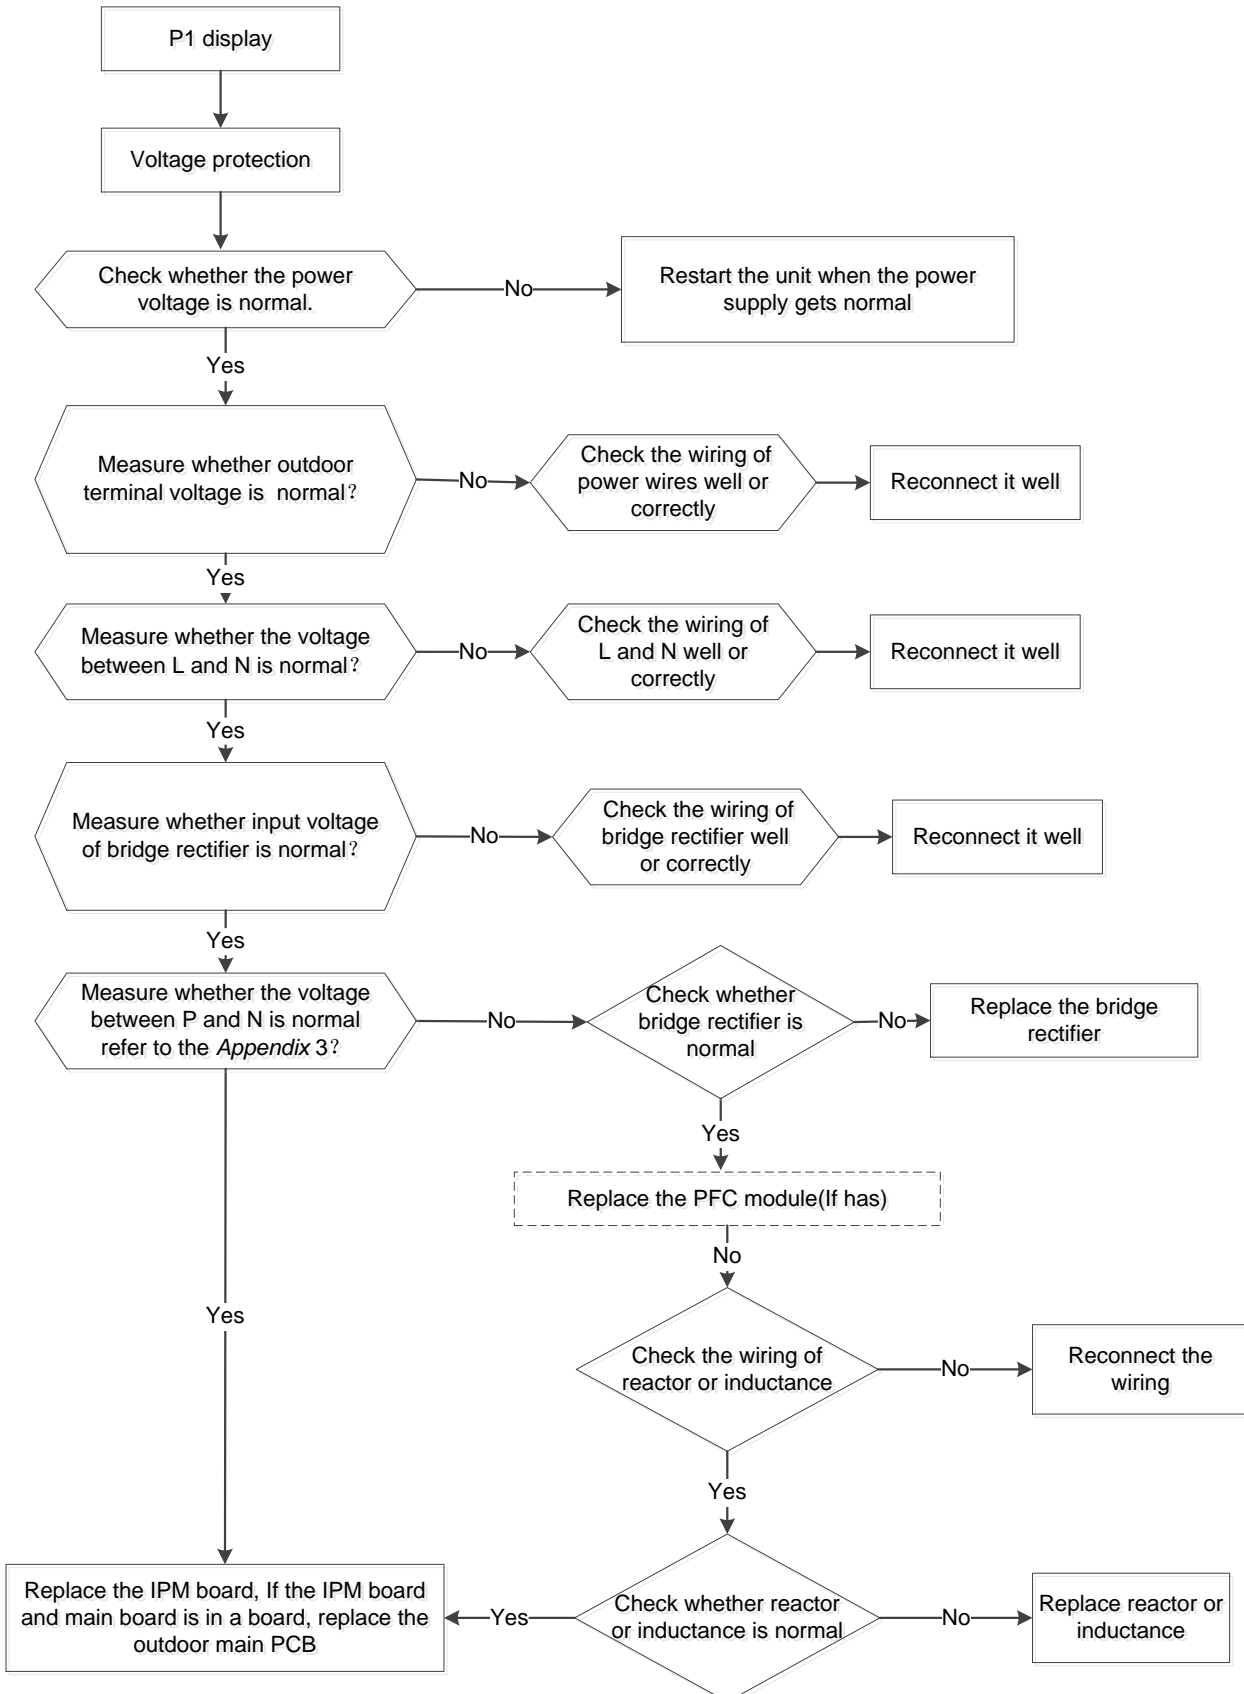 P1 display
Voltage protection
Check whether the power
voltage is normal.
No
Restart the unit when the power
supply gets normal
Yes
Measure whether outdoor
terminal voltage is  normal？
No
Check the wiring of
power wires well or
correctly
Reconnect it well
Yes
Measure whether the voltage
between L and N is normal？
No
Check the wiring of
L and N well or
correctly
Reconnect it well
Yes
Measure whether input voltage
of bridge rectifier is normal？
No
Check the wiring of
bridge rectifier well
or correctly
Reconnect it well
Yes
Measure whether the voltage
between P and N is normal
refer to the Appendix 3？
No
Check whether
bridge rectifier is
normal
No
Replace the bridge
rectifier
Yes
Replace the PFC module(If has)
No
Yes
Check the wiring of
reactor or inductance
No
Reconnect the
wiring
Yes
Replace the IPM board, If the IPM board
and main board is in a board, replace the
outdoor main PCB
Yes
Check whether reactor
or inductance is normal
No
Replace reactor or
inductance